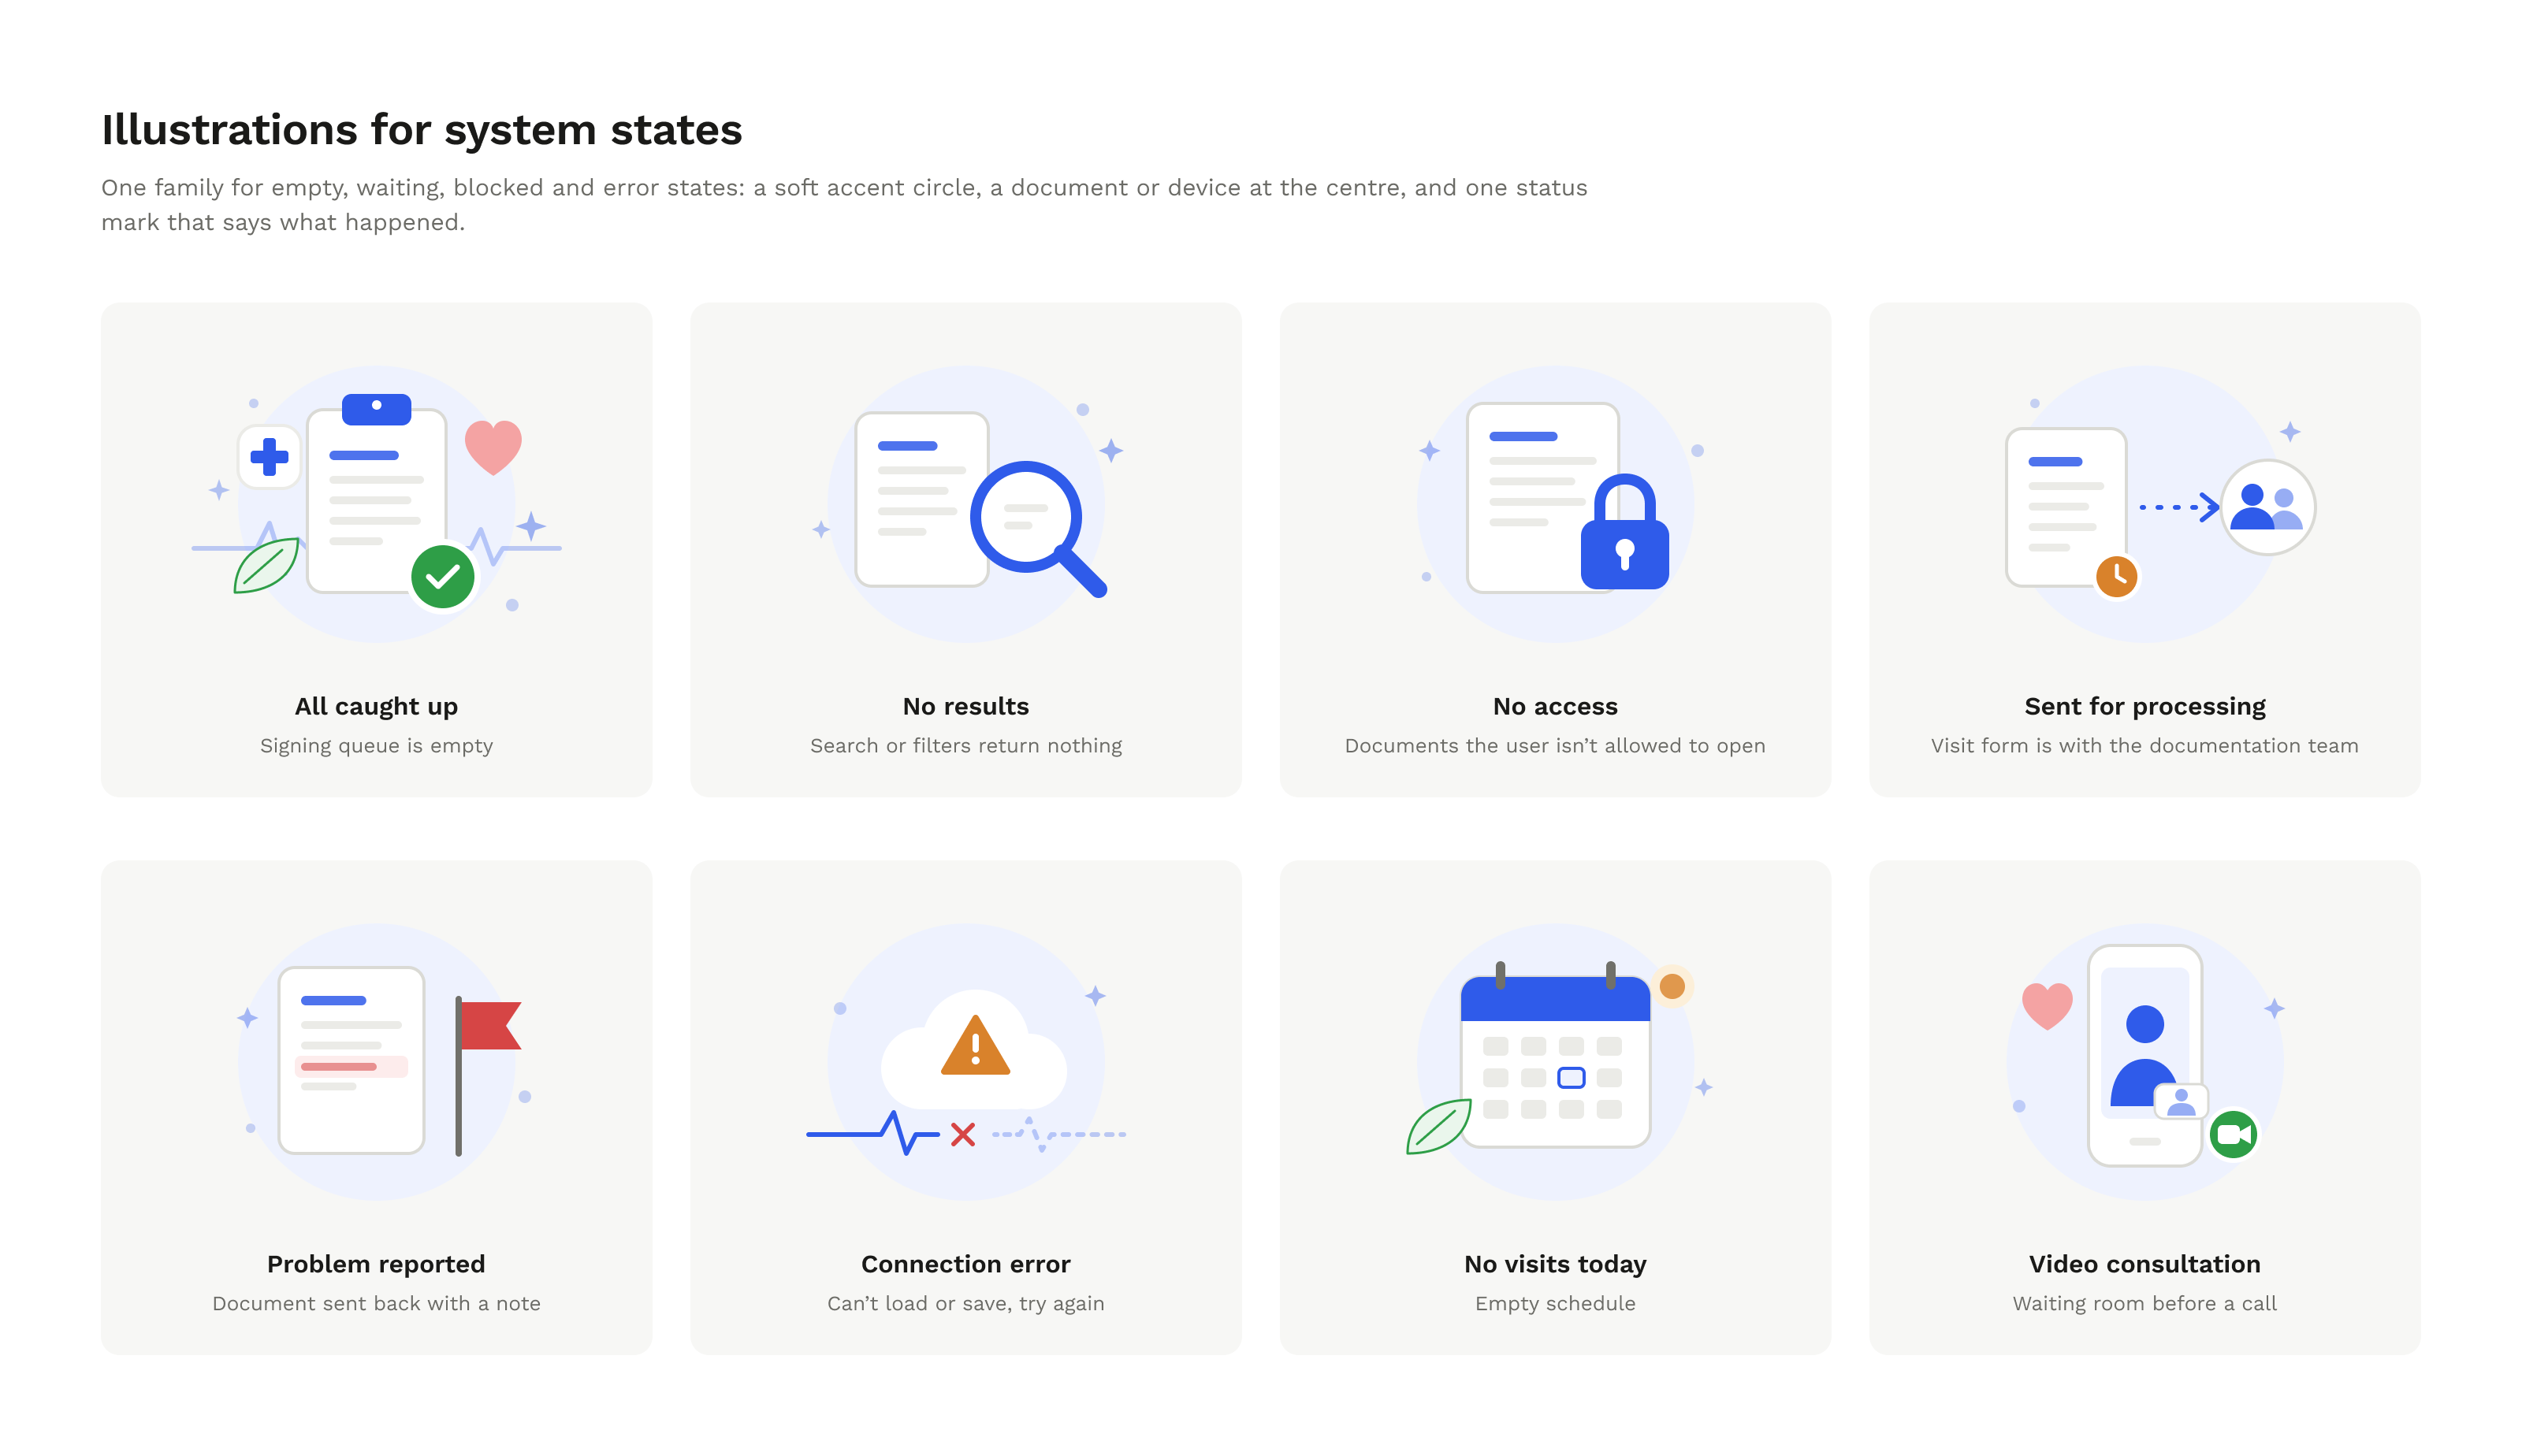 Illustrations for system states
One family for empty, waiting, blocked and error states: a soft accent circle, a document or device at the centre, and one status
mark that says what happened.
All caught up
Signing queue is empty
No results
Search or filters return nothing
No access
Documents the user isn’t allowed to open
Sent for processing
Visit form is with the documentation team
Problem reported
Document sent back with a note
Connection error
Can’t load or save, try again
No visits today
Empty schedule
Video consultation
Waiting room before a call